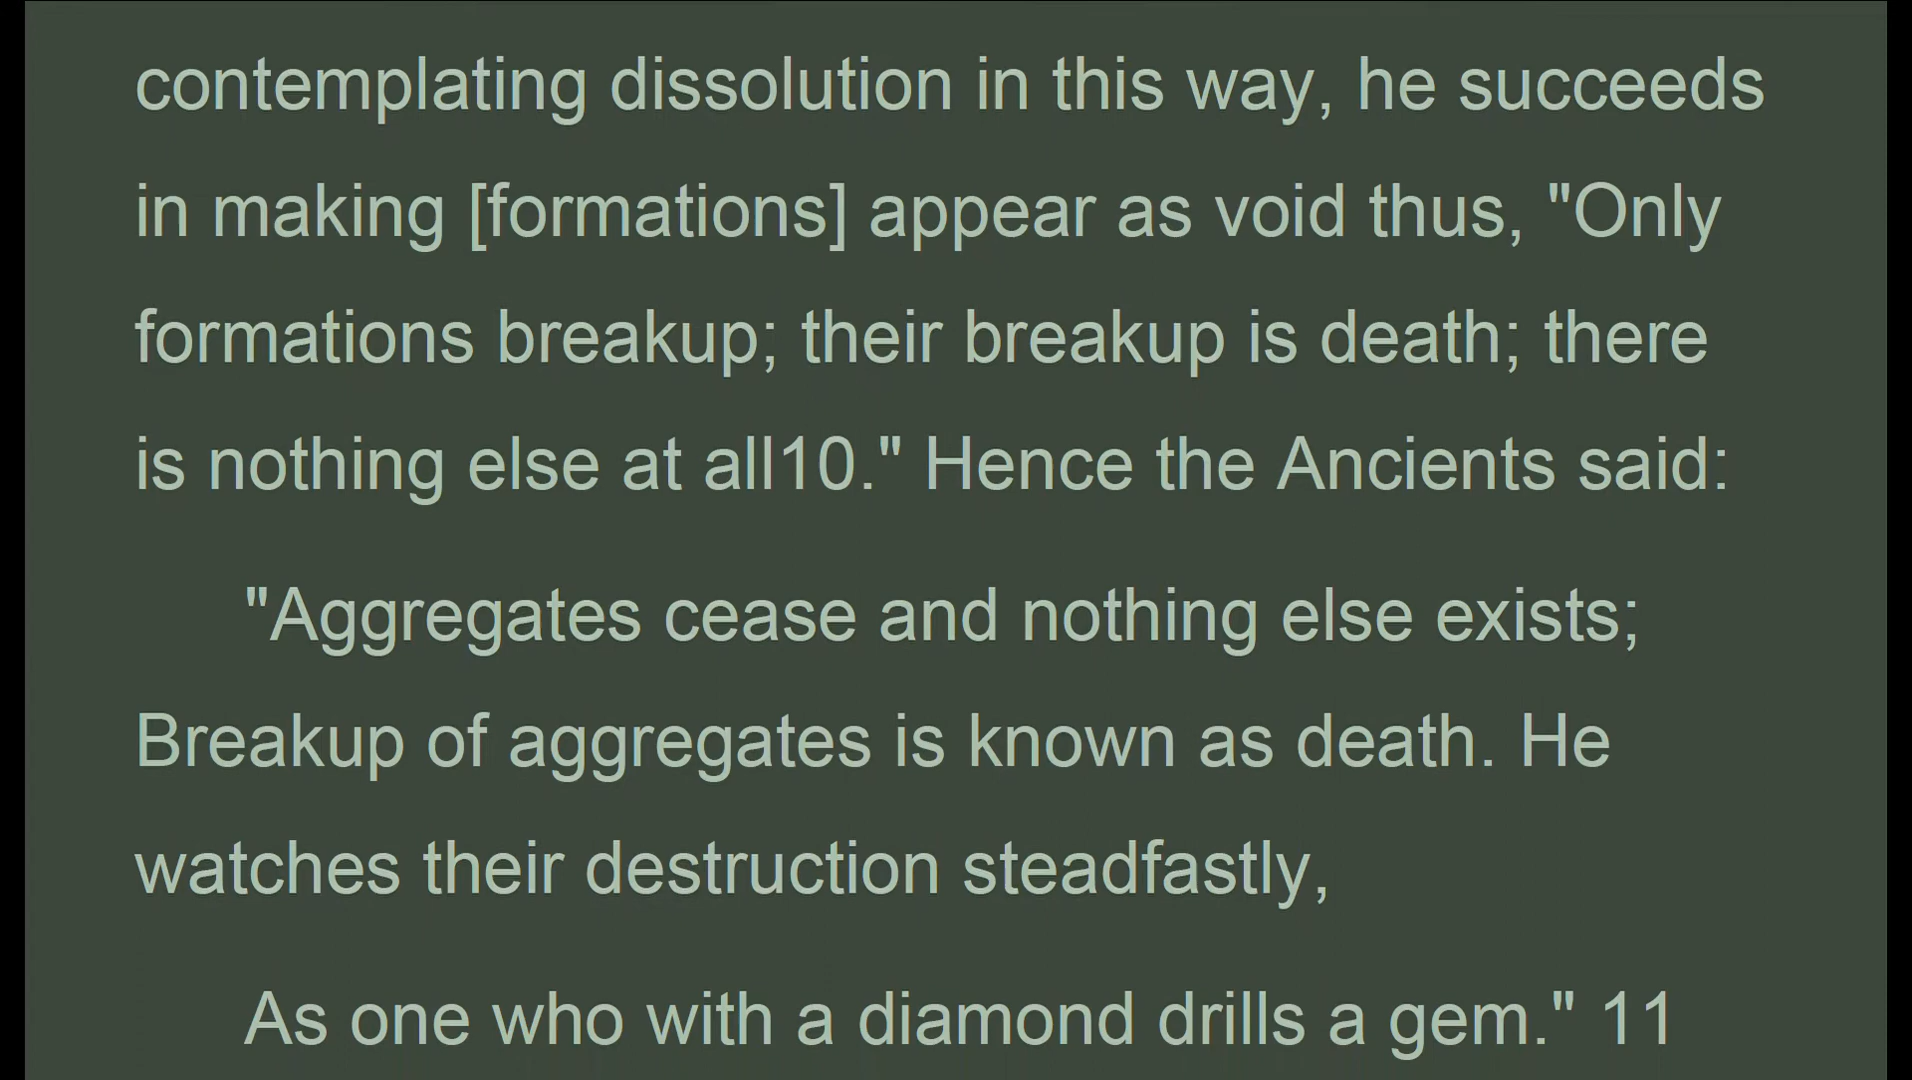 contemplating dissolution in this way, he succeeds
in making [formations] appear as void thus, "Only
formations breakup; their breakup is death; there
is nothing else at all10." Hence the Ancients said:
"Aggregates cease and nothing else exists;
Breakup of aggregates is known as death. He
watches their destruction steadfastly,
As one who with a diamond drills a gem." 11